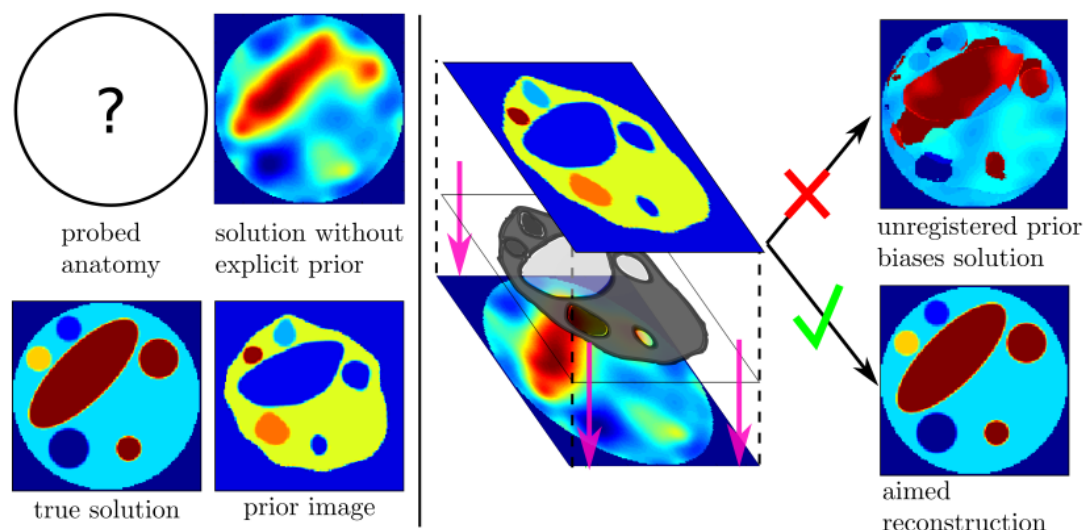 ?
probed
anatomy
solution without
explicit prior
true solution
prior image
unregistered prior
biases solution
aimed
reconstruction